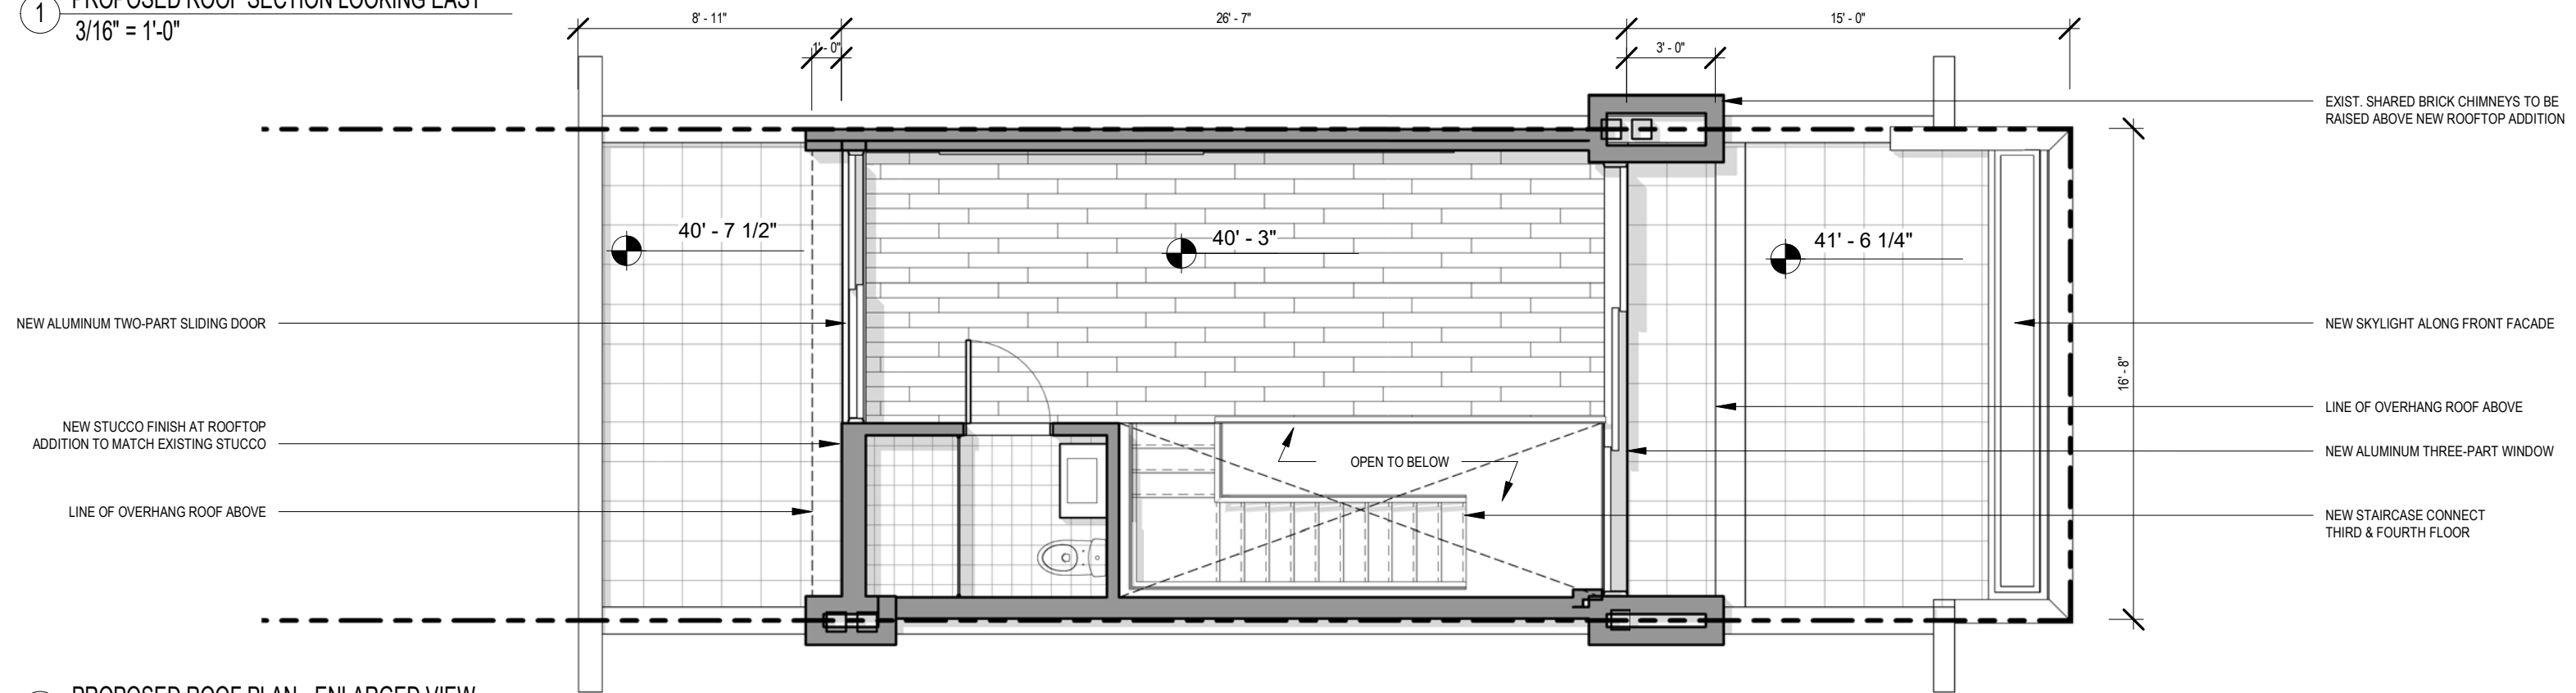 1 PROPOSED ROOF SECTION LOOKING EAST
3/16" = 1'-0"
8' - 11"
26' - 7"
15' - 0"
1' - 0"
3' - 0"
EXIST. SHARED BRICK CHIMNEYS TO BE
RAISED ABOVE NEW ROOFTOP ADDITION
40' - 7 1/2"
40' - 3"
41' - 6 1/4"
NEW ALUMINUM TWO-PART SLIDING DOOR
NEW SKYLIGHT ALONG FRONT FACADE
16' - 8"
LINE OF OVERHANG ROOF ABOVE
NEW STUCCO FINISH AT ROOFTOP
ADDITION TO MATCH EXISTING STUCCO
NEW ALUMINUM THREE-PART WINDOW
OPEN TO BELOW
LINE OF OVERHANG ROOF ABOVE
NEW STAIRCASE CONNECT
THIRD & FOURTH FLOOR
PROPOSED ROOF PLAN - ENLARGED VIEW